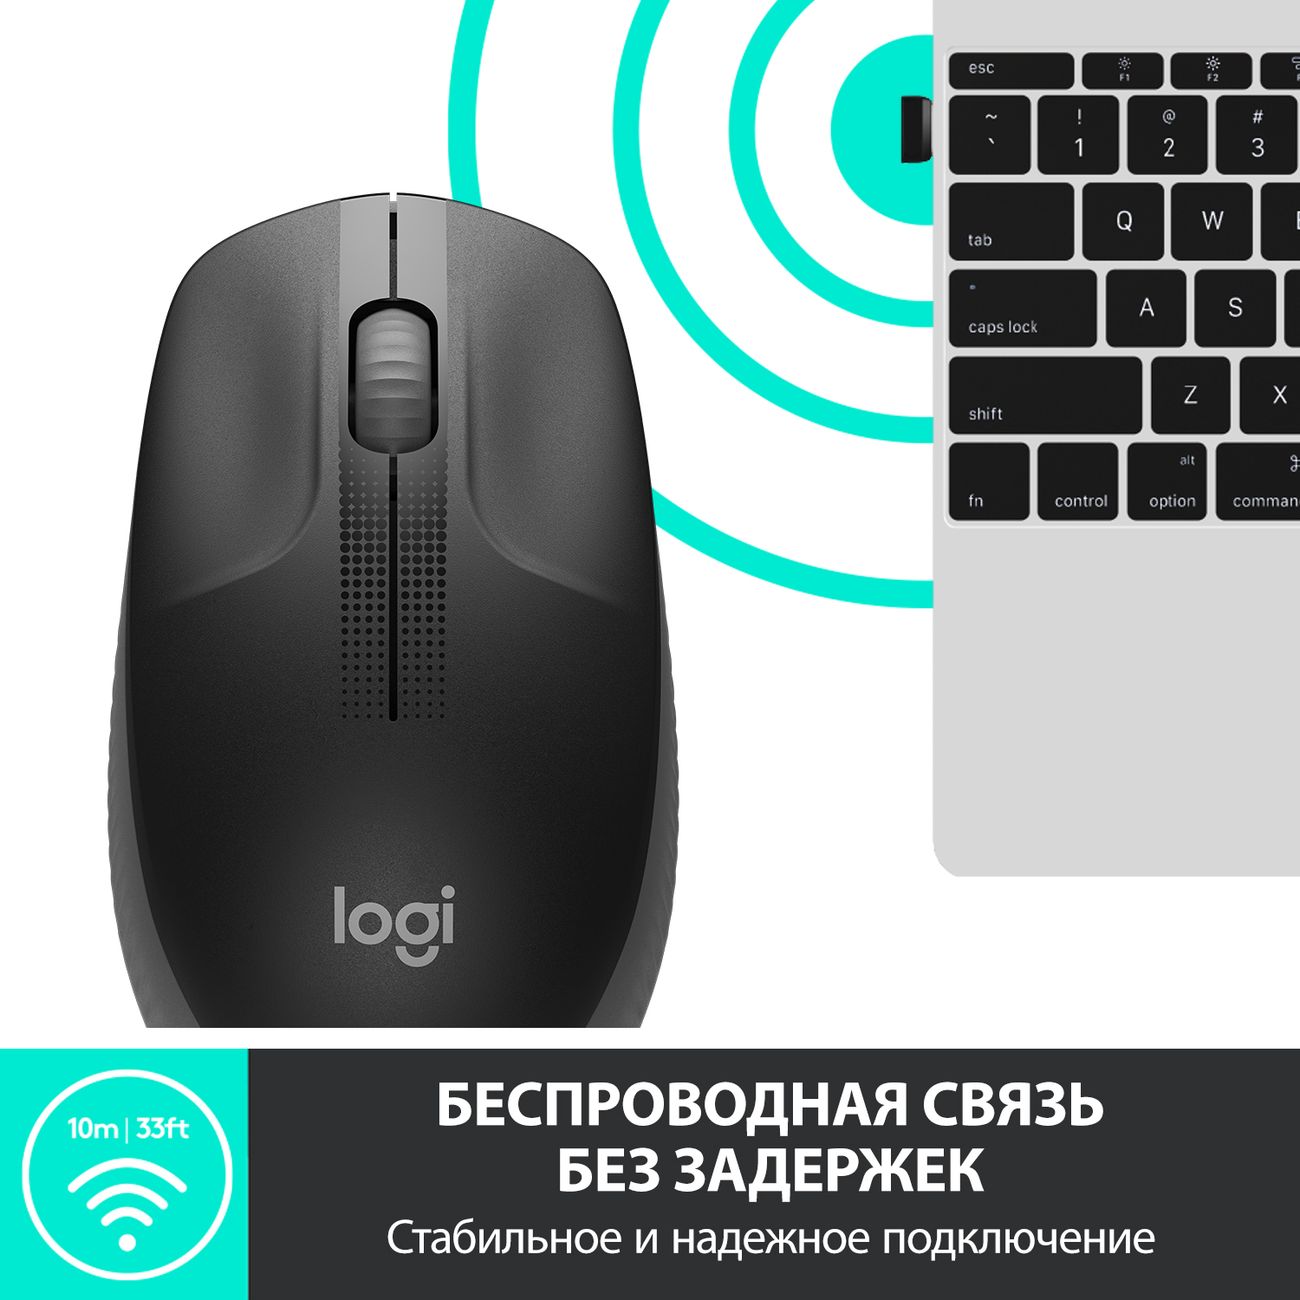 esc
F1
F2
~
`
!
1
@
2
#
3
tab
Q
W
caps lock
A
S
shift
Z
X
fn
control
alt
option
⌘
comman
logi
10m | 33ft
БЕСПРОВОДНАЯ СВЯЗЬ
БЕЗ ЗАДЕРЖЕК
Стабильное и надежное подключение